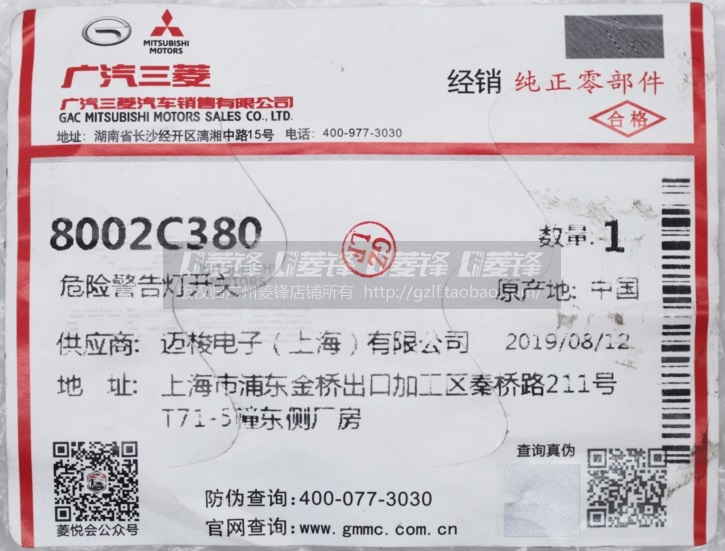 MITSUBISHI
MOTORS
广汽三菱
广汽三菱汽车销售有限公司
GAC MITSUBISHI MOTORS SALES CO., LTD.
地址: 湖南省长沙经开区漓湘中路15号 电话: 400-977-3030
经销 纯正零部件
合格
8002C380
GZ
LF
数量: 1
危险警告灯开关
原产地: 中国
菱锋 菱锋 菱锋 菱锋
州菱锋店铺所有 http://gzlf.taobao.com/
供应商: 迈梭电子(上海)有限公司 2019/08/12
地 址: 上海市浦东金桥出口加工区秦桥路211号
T71-5幢东侧厂房
查询真伪
防伪查询:400-077-3030
官网查询:www.gmmc.com.cn
菱悦会公众号